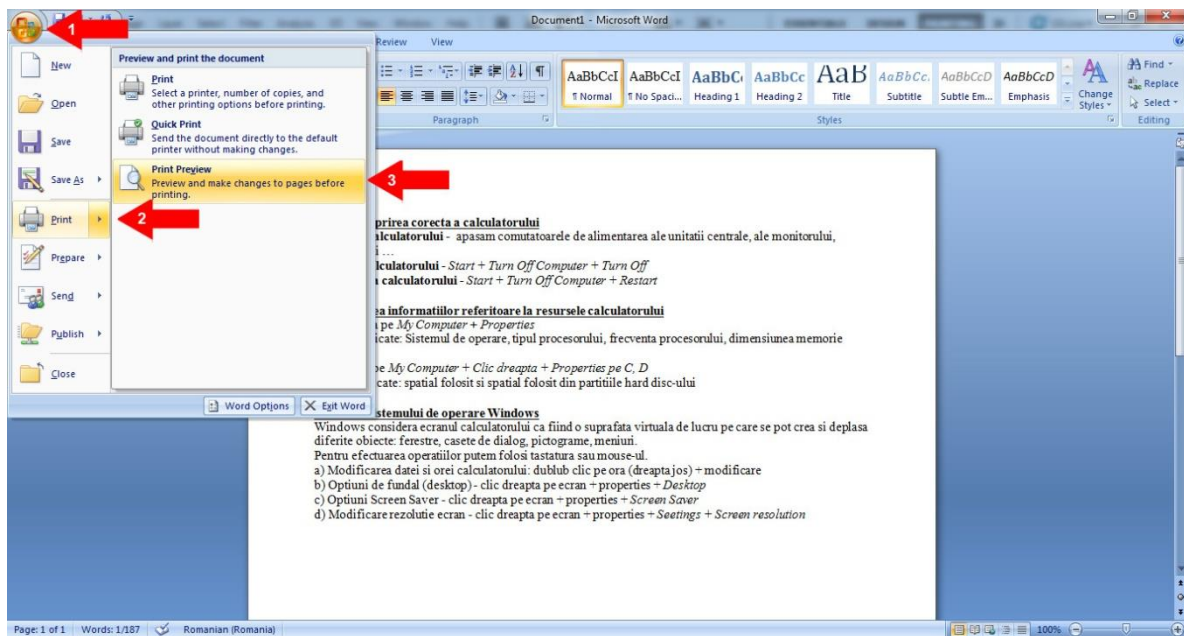 Document1 - Microsoft Word
1
Review View
New
Open
Save
Save As
Print
2
Prepare
Send
Publish
Close
Preview and print the document
Print
Select a printer, number of copies, and
other printing options before printing.
Quick Print
Send the document directly to the default
printer without making changes.
Print Preview
Preview and make changes to pages before
printing.
3
Word Options Exit Word
AaBbCcI AaBbCcI AaBbC AaBbCc AaB AaBbCc. AaBbCcD AaBbCcD
¶ Normal ¶ No Spaci... Heading 1 Heading 2 Title Subtitle Subtle Em... Emphasis
Change
Styles
Find
Replace
Select
Paragraph Styles Editing
prirea corecta a calculatorului
lculatorului - apasam comutatoarele de alimentarea ale unitatii centrale, ale monitorului,
i …
lculatorului - Start + Turn Off Computer + Turn Off
calculatorului - Start + Turn Off Computer + Restart
ea informatiilor referitoare la resursele calculatorului
pe My Computer + Properties
icate: Sistemul de operare, tipul procesorului, frecventa procesorului, dimensiunea memorie
pe My Computer + Clic dreapta + Properties pe C, D
cate: spatial folosit si spatial folosit din partitiile hard disc-ului
stemului de operare Windows
Windows considera ecranul calculatorului ca fiind o suprafata virtuala de lucru pe care se pot crea si deplasa
diferite obiecte: ferestre, casete de dialog, pictograme, meniuri.
Pentru efectuarea operatiilor putem folosi tastatura sau mouse-ul.
a) Modificarea datei si orei calculatorului: dublub clic pe ora (dreapta jos) + modificare
b) Optiuni de fundal (desktop) - clic dreapta pe ecran + properties + Desktop
c) Optiuni Screen Saver - clic dreapta pe ecran + properties + Screen Saver
d) Modificare rezolutie ecran - clic dreapta pe ecran + properties + Seetings + Screen resolution
Page: 1 of 1 Words: 1/187 Romanian (Romania) 100%